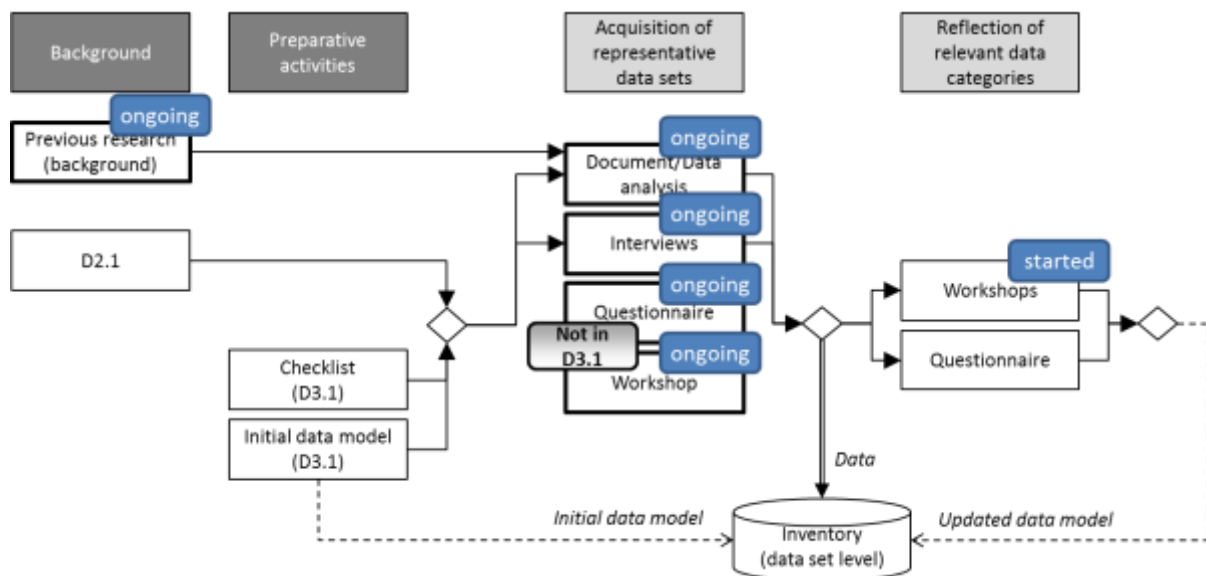 Background
Preparative
activities
Acquisition of
representative
data sets
Reflection of
relevant data
categories
ongoing
Previous research
(background)
ongoing
Document/Data
analysis
ongoing
Interviews
D2.1
started
Workshops
ongoing
Questionnaire
Not in
D3.1
ongoing
Workshop
Questionnaire
Checklist
(D3.1)
Initial data model
(D3.1)
Data
Initial data model
Updated data model
Inventory
(data set level)